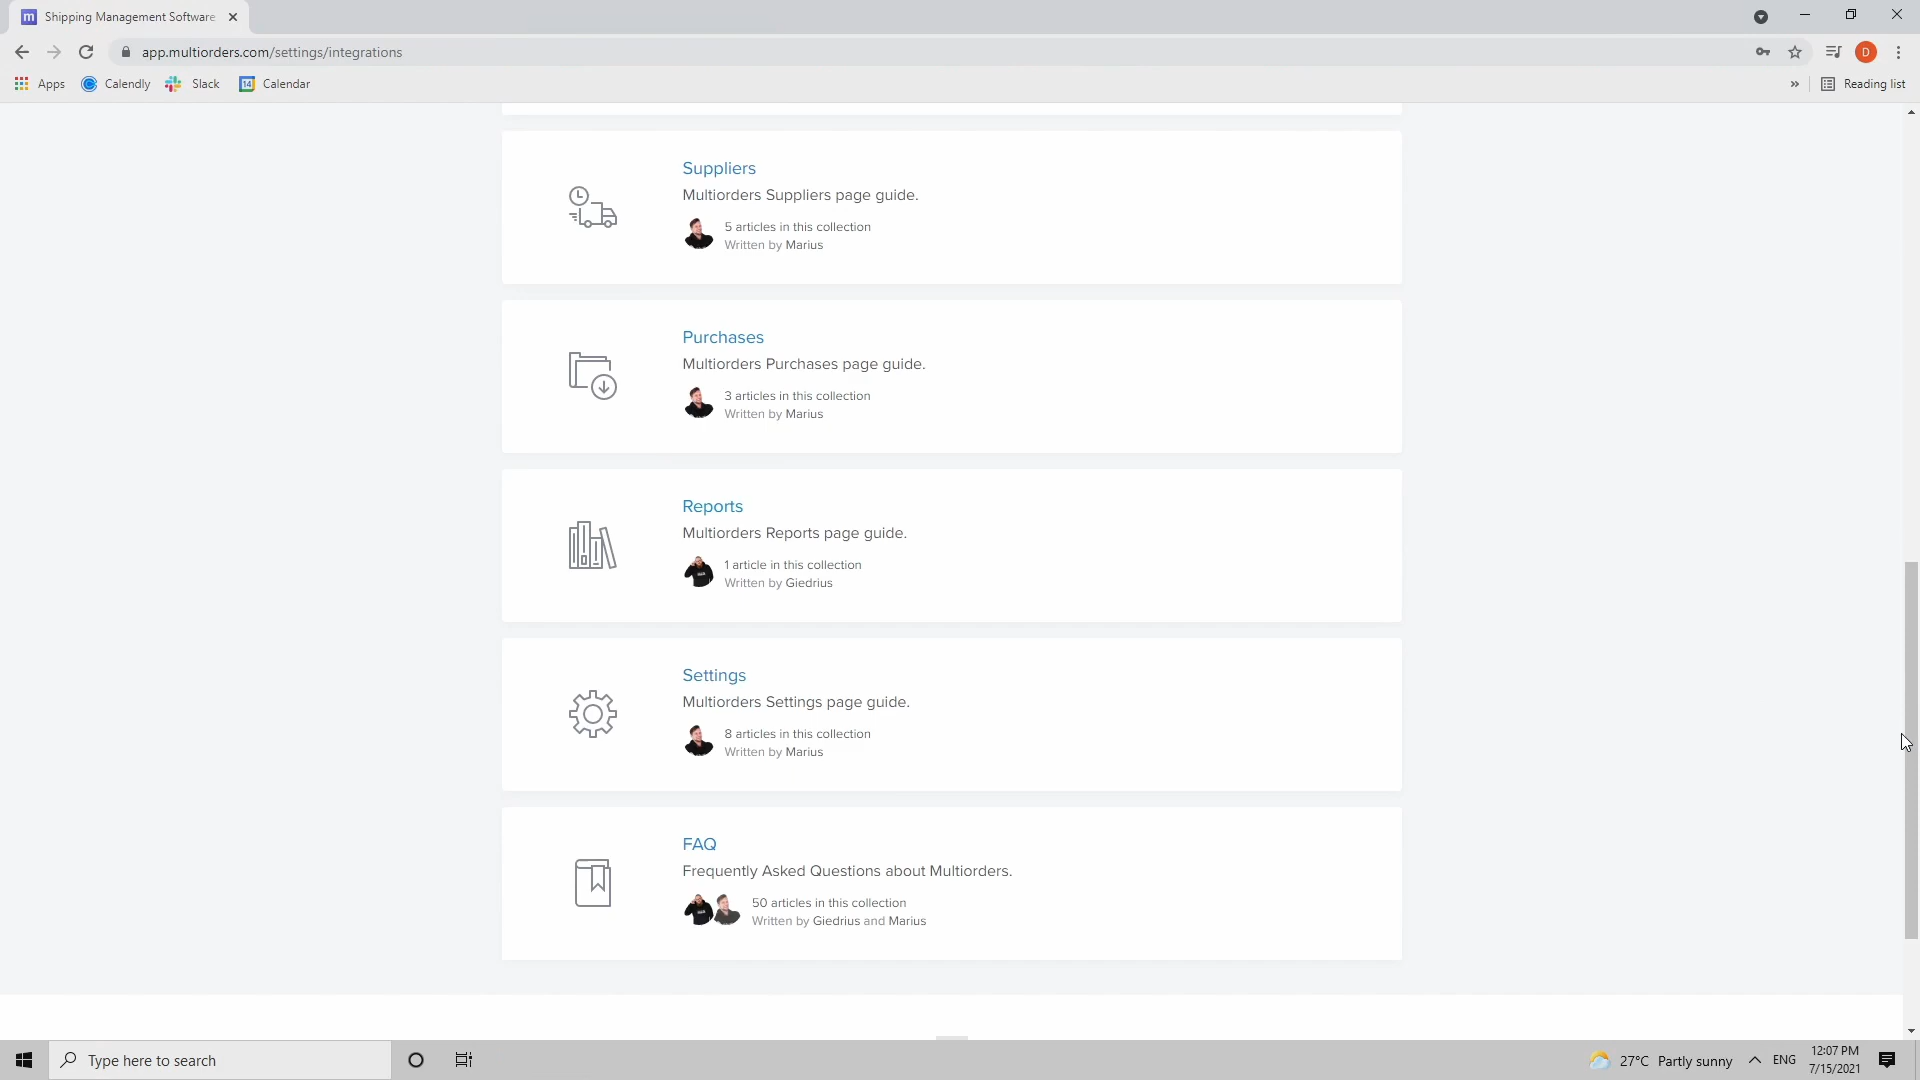 m Shipping Management Software
app.multiorders.com/settings/integrations
D
Apps
Calendly
Slack
14 Calendar
»
Reading list
Suppliers
Multiorders Suppliers page guide.
5 articles in this collection
Written by Marius
Purchases
Multiorders Purchases page guide.
3 articles in this collection
Written by Marius
Reports
Multiorders Reports page guide.
1 article in this collection
Written by Giedrius
Settings
Multiorders Settings page guide.
8 articles in this collection
Written by Marius
FAQ
Frequently Asked Questions about Multiorders.
50 articles in this collection
Written by Giedrius and Marius
Type here to search
27°C Partly sunny
ENG
12:07 PM
7/15/2021